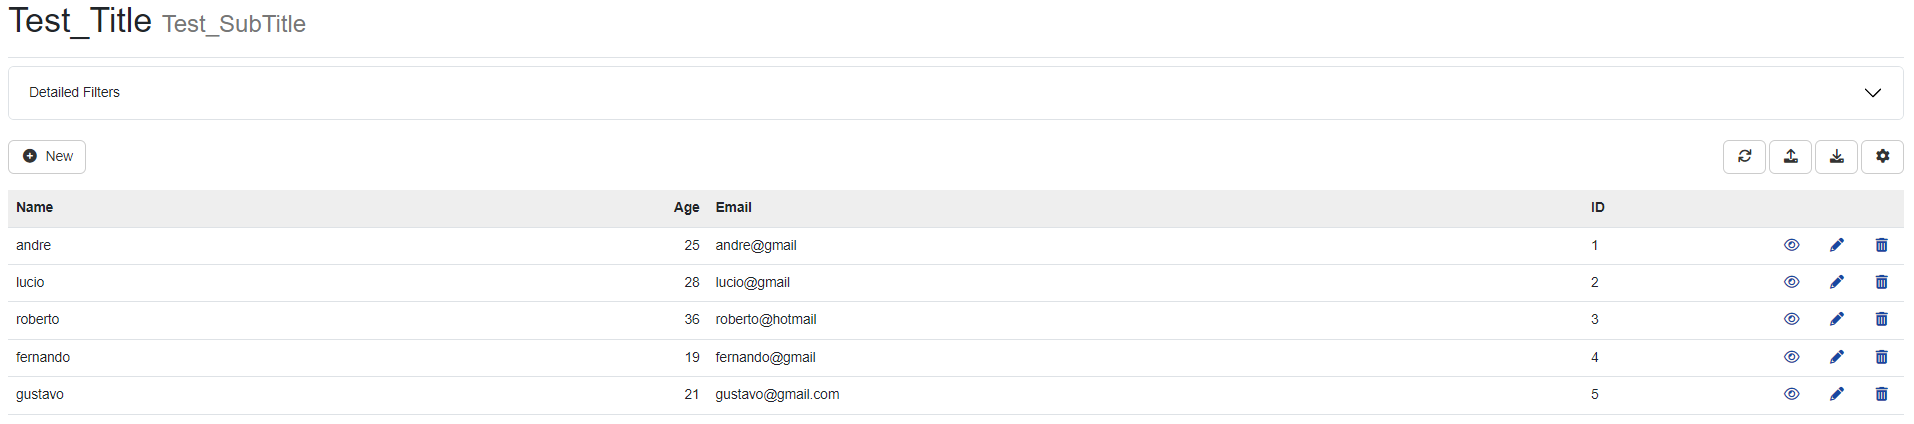 Test_Title Test_SubTitle
Detailed Filters
New
Name Age Email ID
andre 25 andre@gmail 1
lucio 28 lucio@gmail 2
roberto 36 roberto@hotmail 3
fernando 19 fernando@gmail 4
gustavo 21 gustavo@gmail.com 5